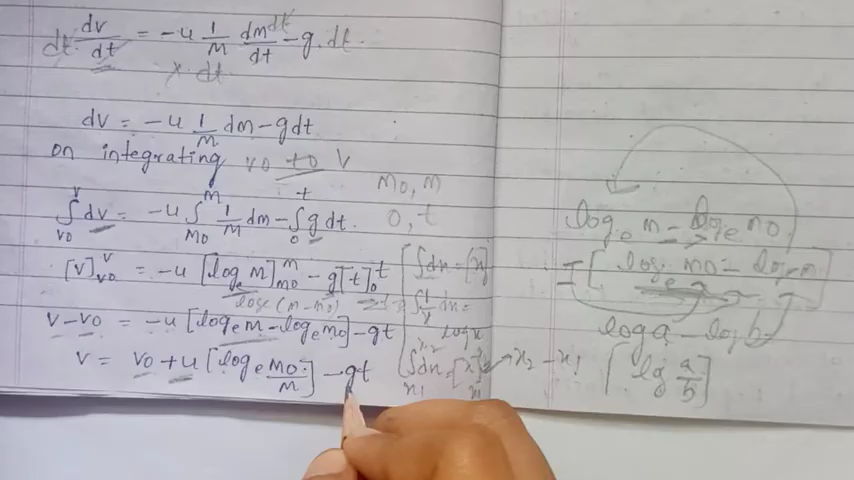 dt. dv/dt = -u 1/M dm/dt dt - g.dt.
× dt
dv = -u 1/M dm - gdt
on integrating v0 to v
M0, M
∫v0^v dv = -u ∫M0^M 1/M dm - ∫0^t g dt.
0, t
[v]v0^v = -u [loge M]m0^m - g[t]0^t
loge (m-m0)
v-v0 = -u [loge m - loge m0] - gt
v = v0 + u [loge m0/m] - gt
∫dx = [x]
∫1/x dx =
log x
∫x1^x2 dx = [x] → x2 - x1
loge m - loge m0
- [loge m0 - log m]
log a - log b
[log a/b]